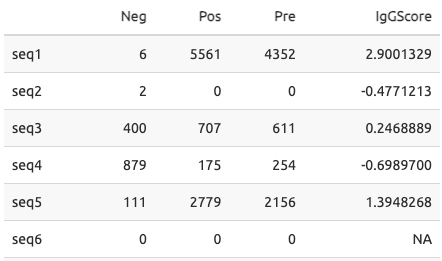 Neg Pos Pre IgGScore
seq1 6 5561 4352 2.9001329
seq2 2 0 0 -0.4771213
seq3 400 707 611 0.2468889
seq4 879 175 254 -0.6989700
seq5 111 2779 2156 1.3948268
seq6 0 0 0 NA